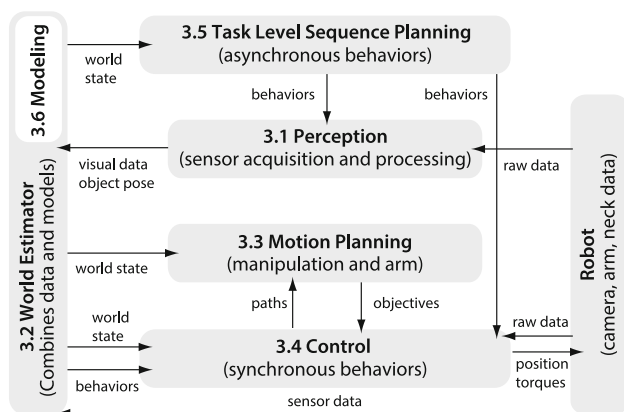 3.5 Task Level Sequence Planning
(asynchronous behaviors)
world
state
3.6 Modeling
behaviors
behaviors
3.1 Perception
(sensor acquisition and processing)
visual data
object pose
raw data
3.2 World Estimator
(Combines data and models)
Robot
(camera, arm, neck data)
3.3 Motion Planning
(manipulation and arm)
world state
paths
objectives
world
state
raw data
3.4 Control
(synchronous behaviors)
behaviors
position
torques
sensor data